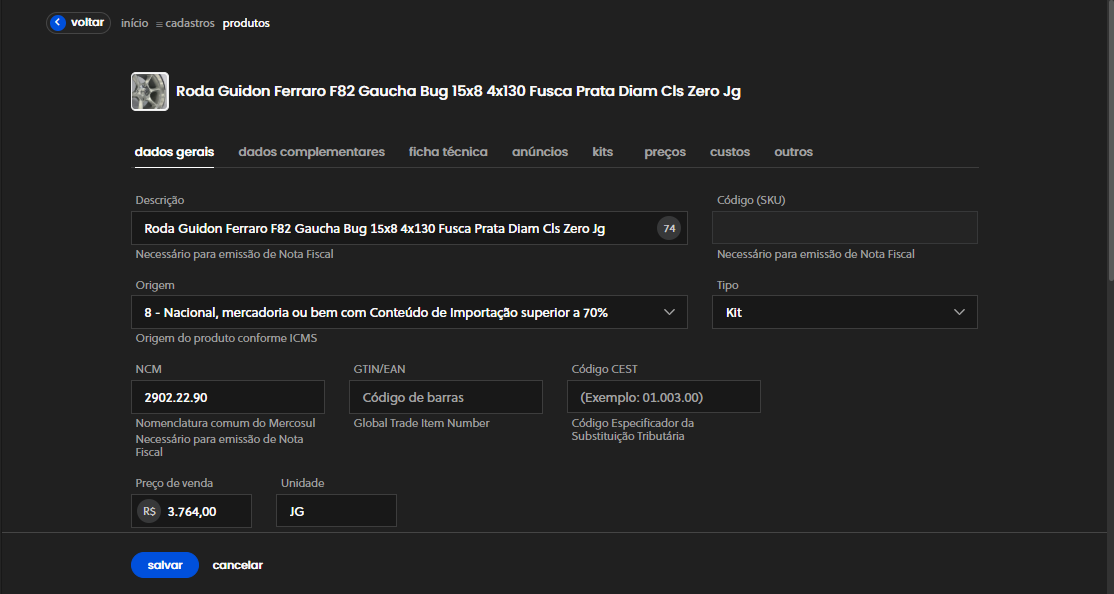 voltar início ≡ cadastros produtos
Roda Guidon Ferraro F82 Gaucha Bug 15x8 4x130 Fusca Prata Diam Cls Zero Jg
dados gerais dados complementares ficha técnica anúncios kits preços custos outros
Descrição Código (SKU)
Roda Guidon Ferraro F82 Gaucha Bug 15x8 4x130 Fusca Prata Diam Cls Zero Jg 74
Necessário para emissão de Nota Fiscal Necessário para emissão de Nota Fiscal
Origem Tipo
8 - Nacional, mercadoria ou bem com Conteúdo de Importação superior a 70% Kit
Origem do produto conforme ICMS
NCM GTIN/EAN Código CEST
2902.22.90 Código de barras (Exemplo: 01.003.00)
Nomenclatura comum do Mercosul Global Trade Item Number Código Especificador da
Necessário para emissão de Nota Substituição Tributária
Fiscal
Preço de venda Unidade
R$ 3.764,00 JG
salvar cancelar